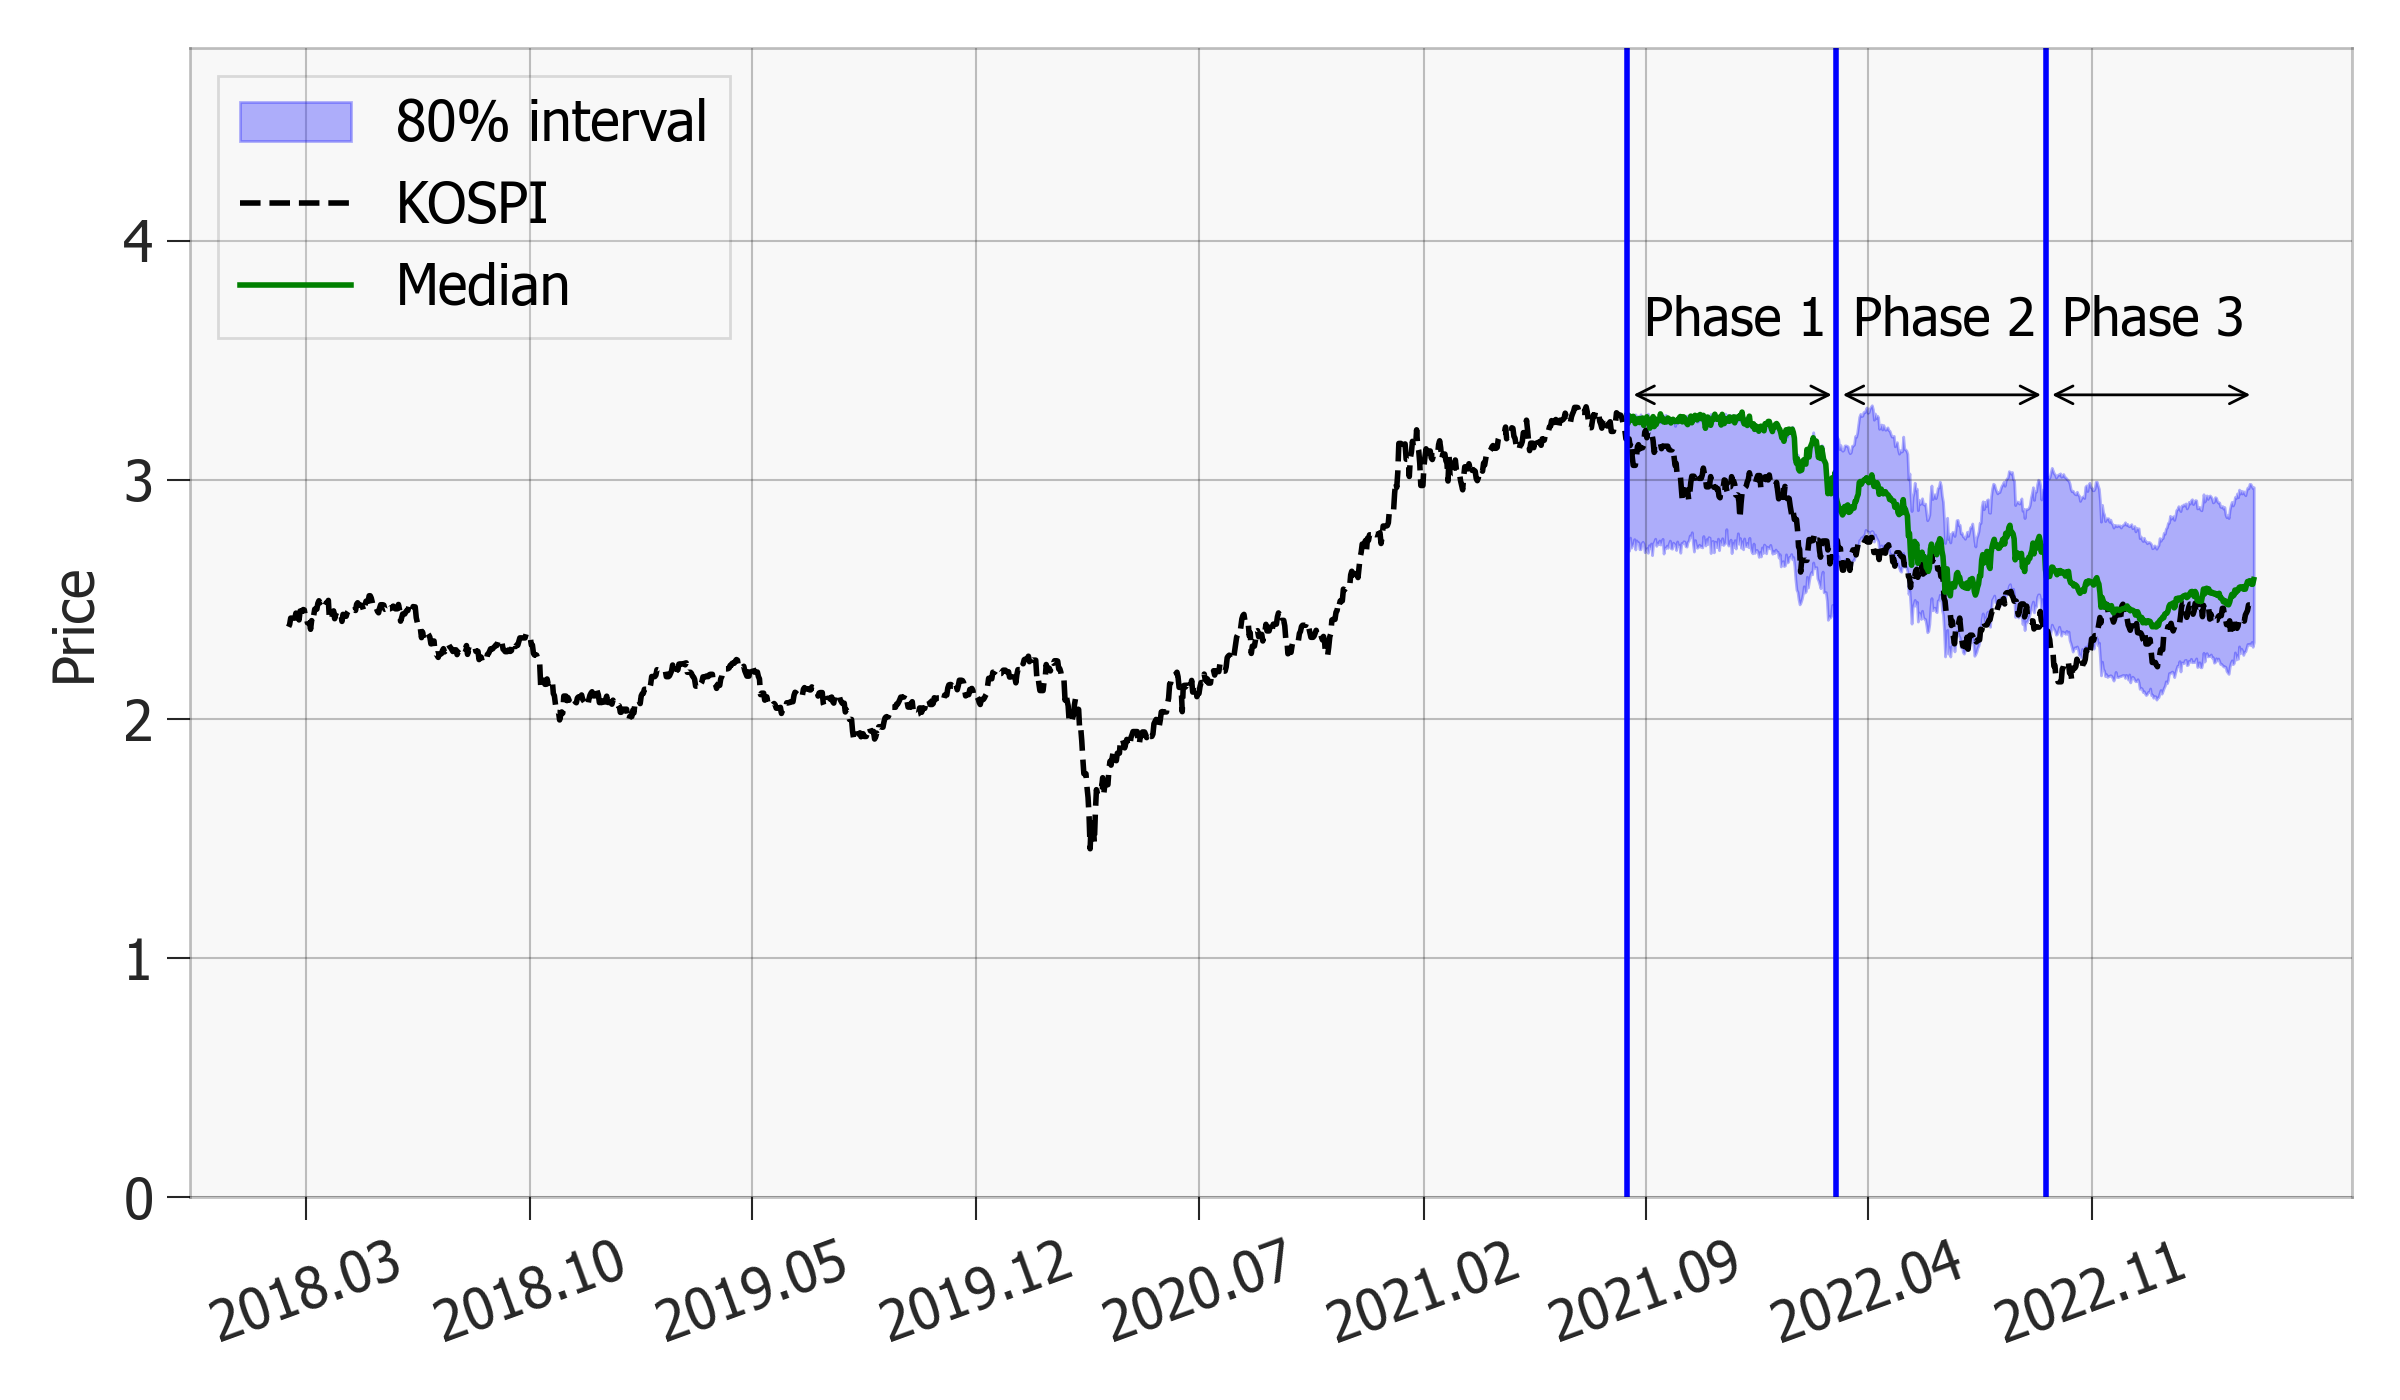 80% interval
KOSPI
Median
Phase 1
Phase 2
Phase 3
Price
4
3
2
1
0
2018.03
2018.10
2019.05
2019.12
2020.07
2021.02
2021.09
2022.04
2022.11